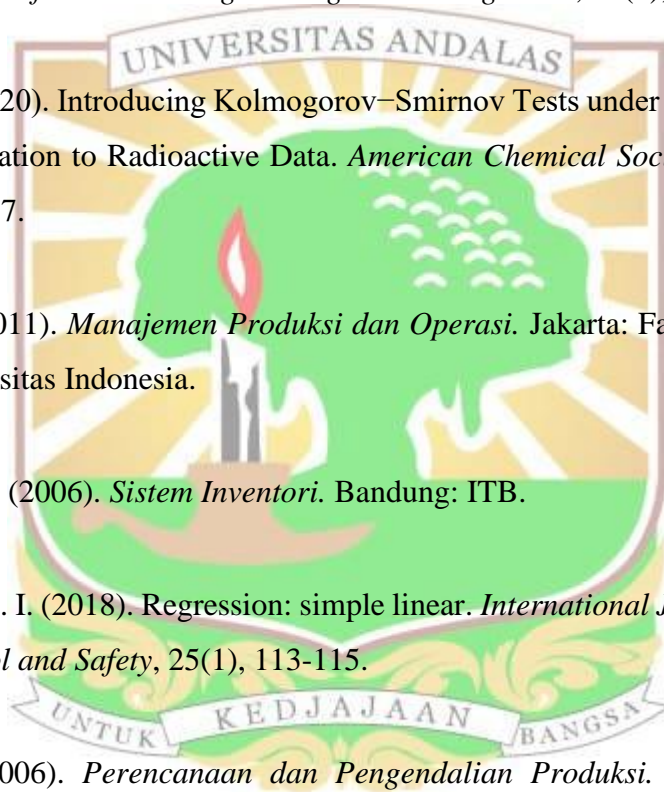 UNIVERSITAS ANDALAS
20). Introducing Kolmogorov−Smirnov Tests under
ation to Radioactive Data. American Chemical Soc
7.
011). Manajemen Produksi dan Operasi. Jakarta: Fa
sitas Indonesia.
(2006). Sistem Inventori. Bandung: ITB.
. I. (2018). Regression: simple linear. International J
ol and Safety, 25(1), 113-115.
UNTUK KEDJAJAAN BANGSA
006). Perencanaan dan Pengendalian Produksi.